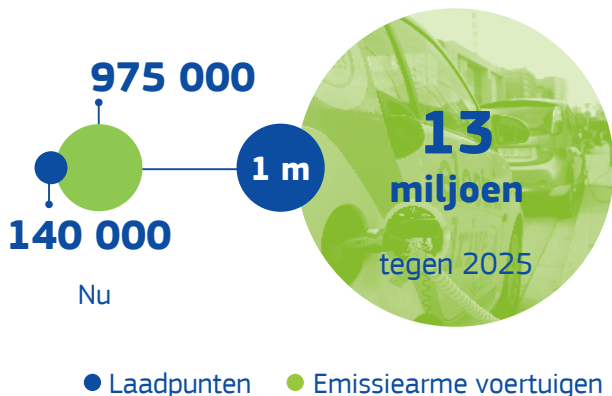 975 000
140 000
Nu
1 m
13
miljoen
tegen 2025
Laadpunten
Emissiearme voertuigen